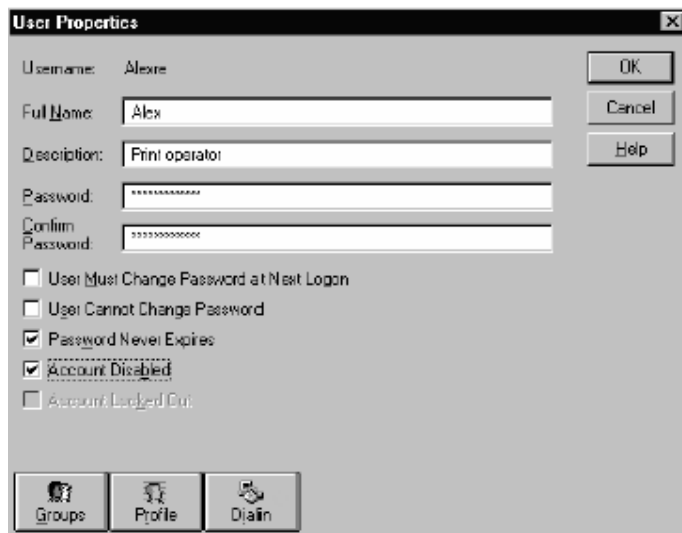 User Properties
Username: Alexre
OK
Full Name: Alex
Cancel
Description: Print operator
Help
Password: ************
Confirm
Password: ************
User Must Change Password at Next Logon
User Cannot Change Password
Password Never Expires
Account Disabled
Account Locked Out
Groups Profile Dialin